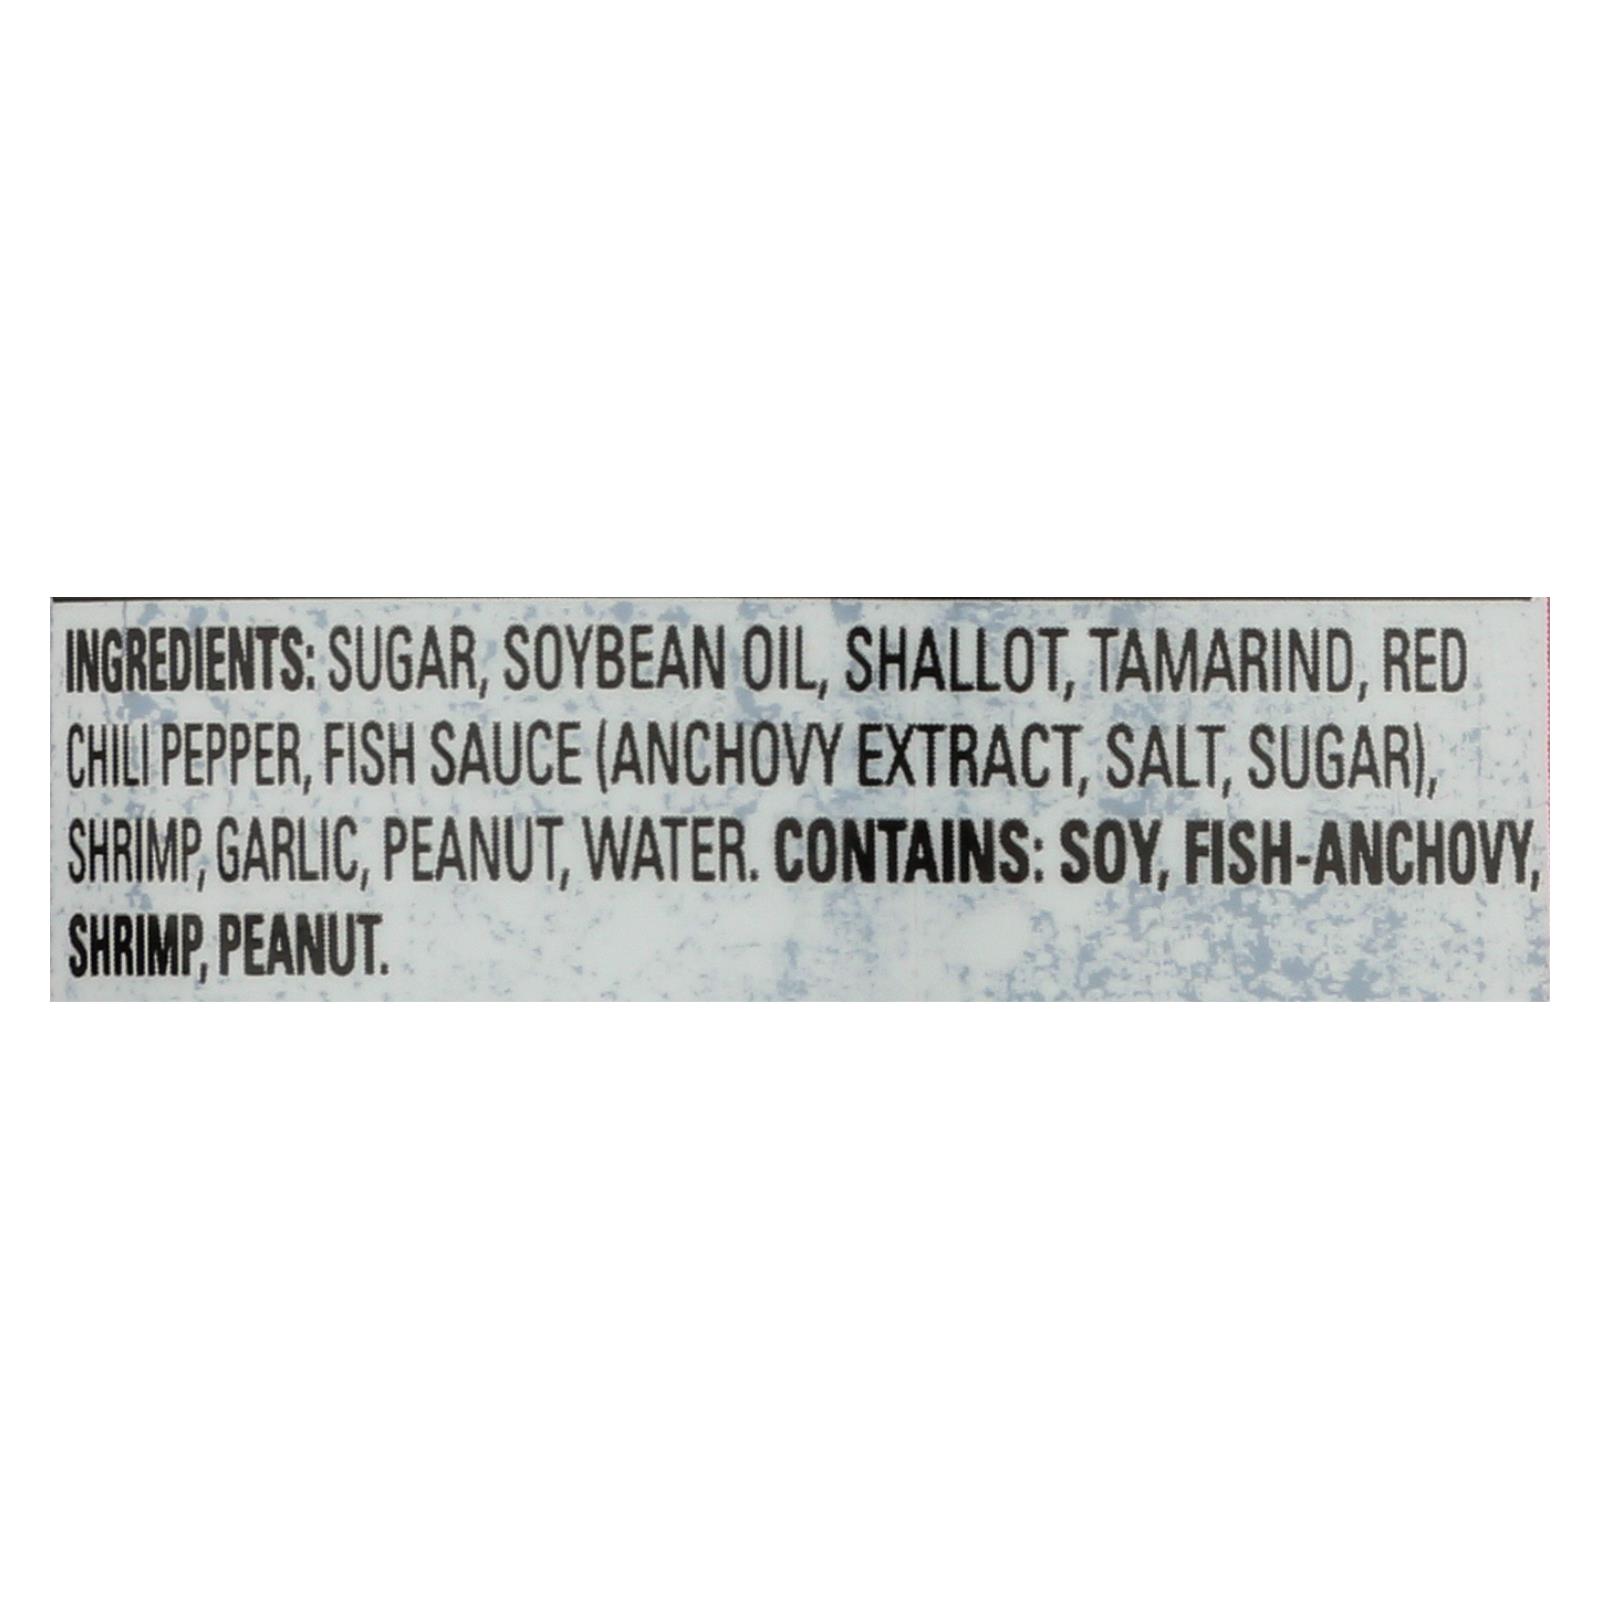 INGREDIENTS: SUGAR, SOYBEAN OIL, SHALLOT, TAMARIND, RED
CHILI PEPPER, FISH SAUCE (ANCHOVY EXTRACT, SALT, SUGAR),
SHRIMP, GARLIC, PEANUT, WATER. CONTAINS: SOY, FISH-ANCHOVY,
SHRIMP, PEANUT.